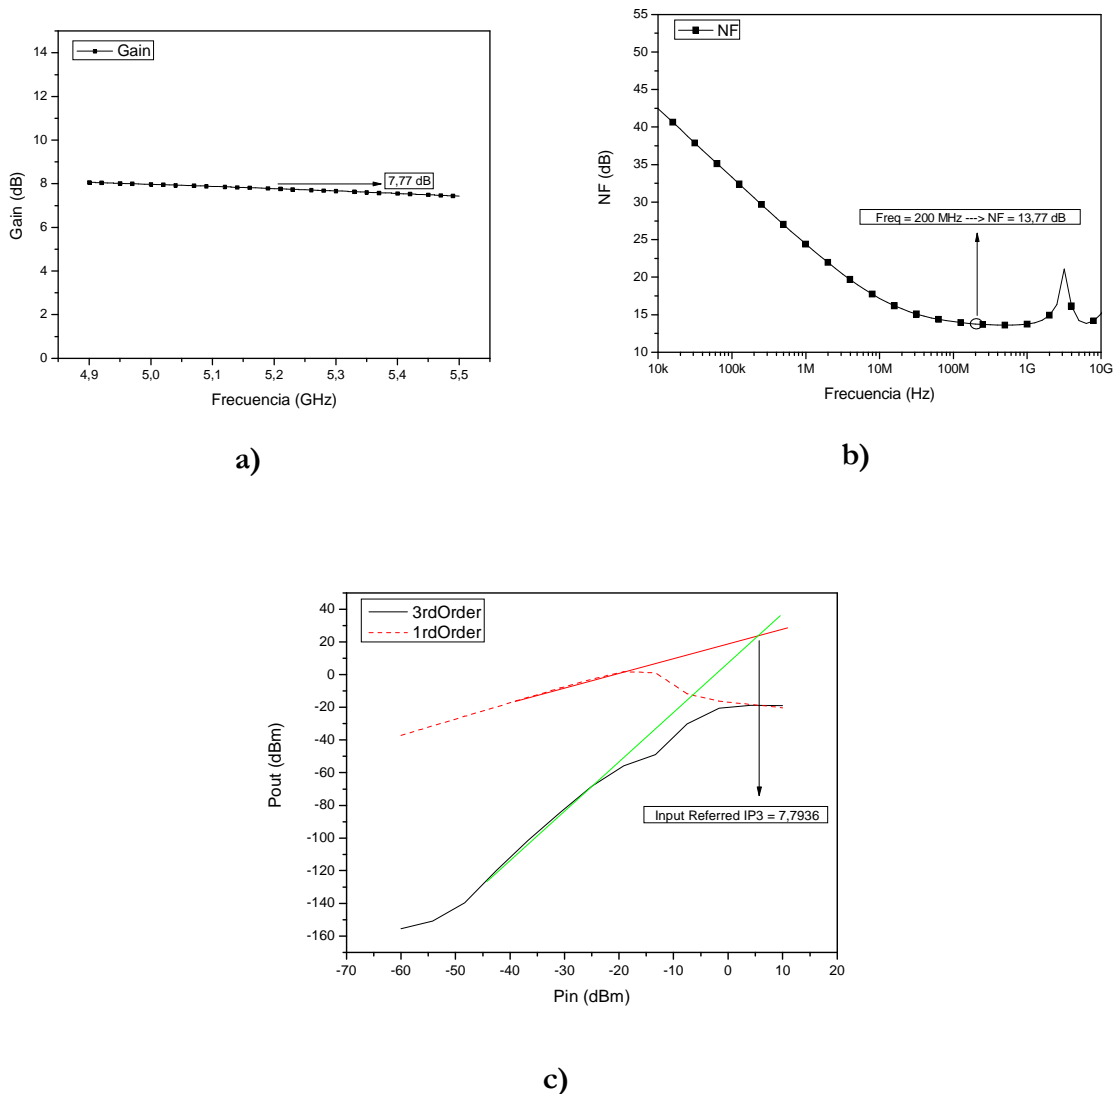 Gain
14
12
10
8
6
4
2
0
7,77 dB
Gain (dB)
4,9 5,0 5,1 5,2 5,3 5,4 5,5
Frecuencia (GHz)
a)
NF
55
50
45
40
35
30
25
20
15
10
NF (dB)
Freq = 200 MHz ---> NF = 13,77 dB
10k 100k 1M 10M 100M 1G 10G
Frecuencia (Hz)
b)
3rdOrder
1rdOrder
40
20
0
-20
-40
-60
-80
-100
-120
-140
-160
Pout (dBm)
Input Referred IP3 = 7,7936
-70 -60 -50 -40 -30 -20 -10 0 10 20
Pin (dBm)
c)